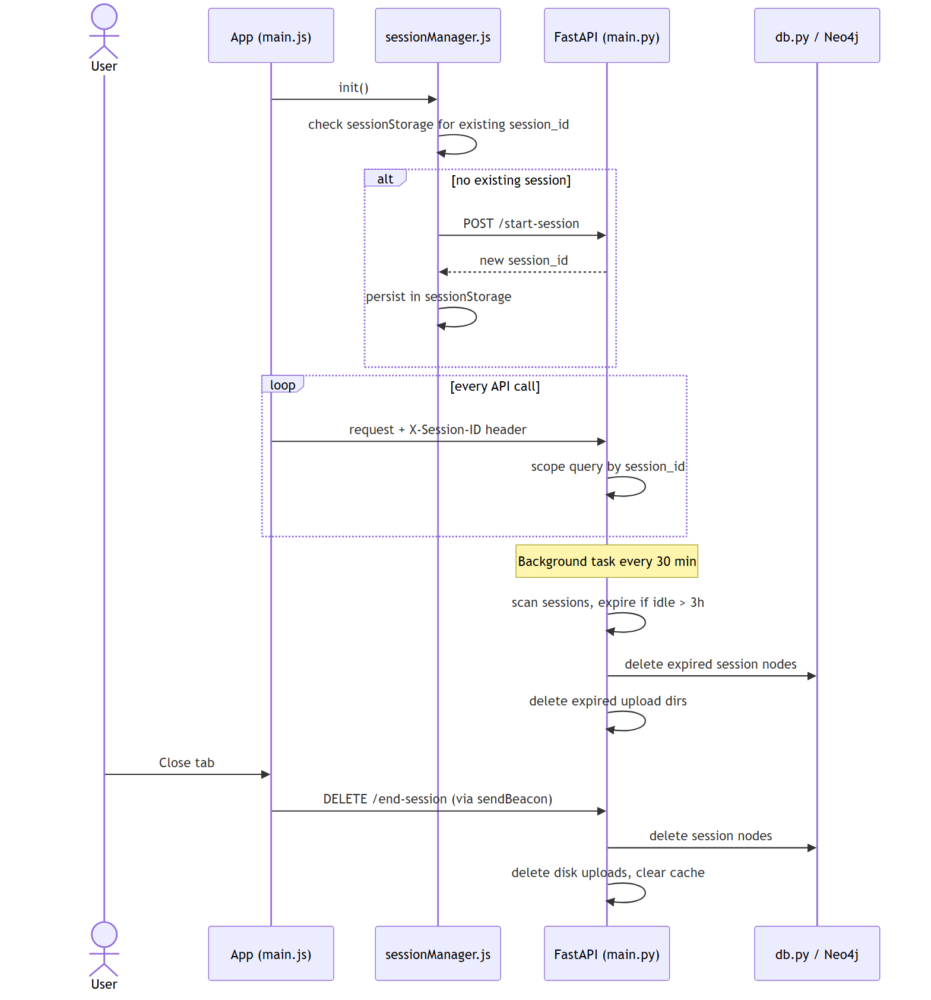 User
App (main.js)
sessionManager.js
FastAPI (main.py)
db.py / Neo4j
init()
check sessionStorage for existing session_id
alt
[no existing session]
POST /start-session
new session_id
persist in sessionStorage
loop
[every API call]
request + X-Session-ID header
scope query by session_id
Background task every 30 min
scan sessions, expire if idle > 3h
delete expired session nodes
delete expired upload dirs
Close tab
DELETE /end-session (via sendBeacon)
delete session nodes
delete disk uploads, clear cache
User
App (main.js)
sessionManager.js
FastAPI (main.py)
db.py / Neo4j